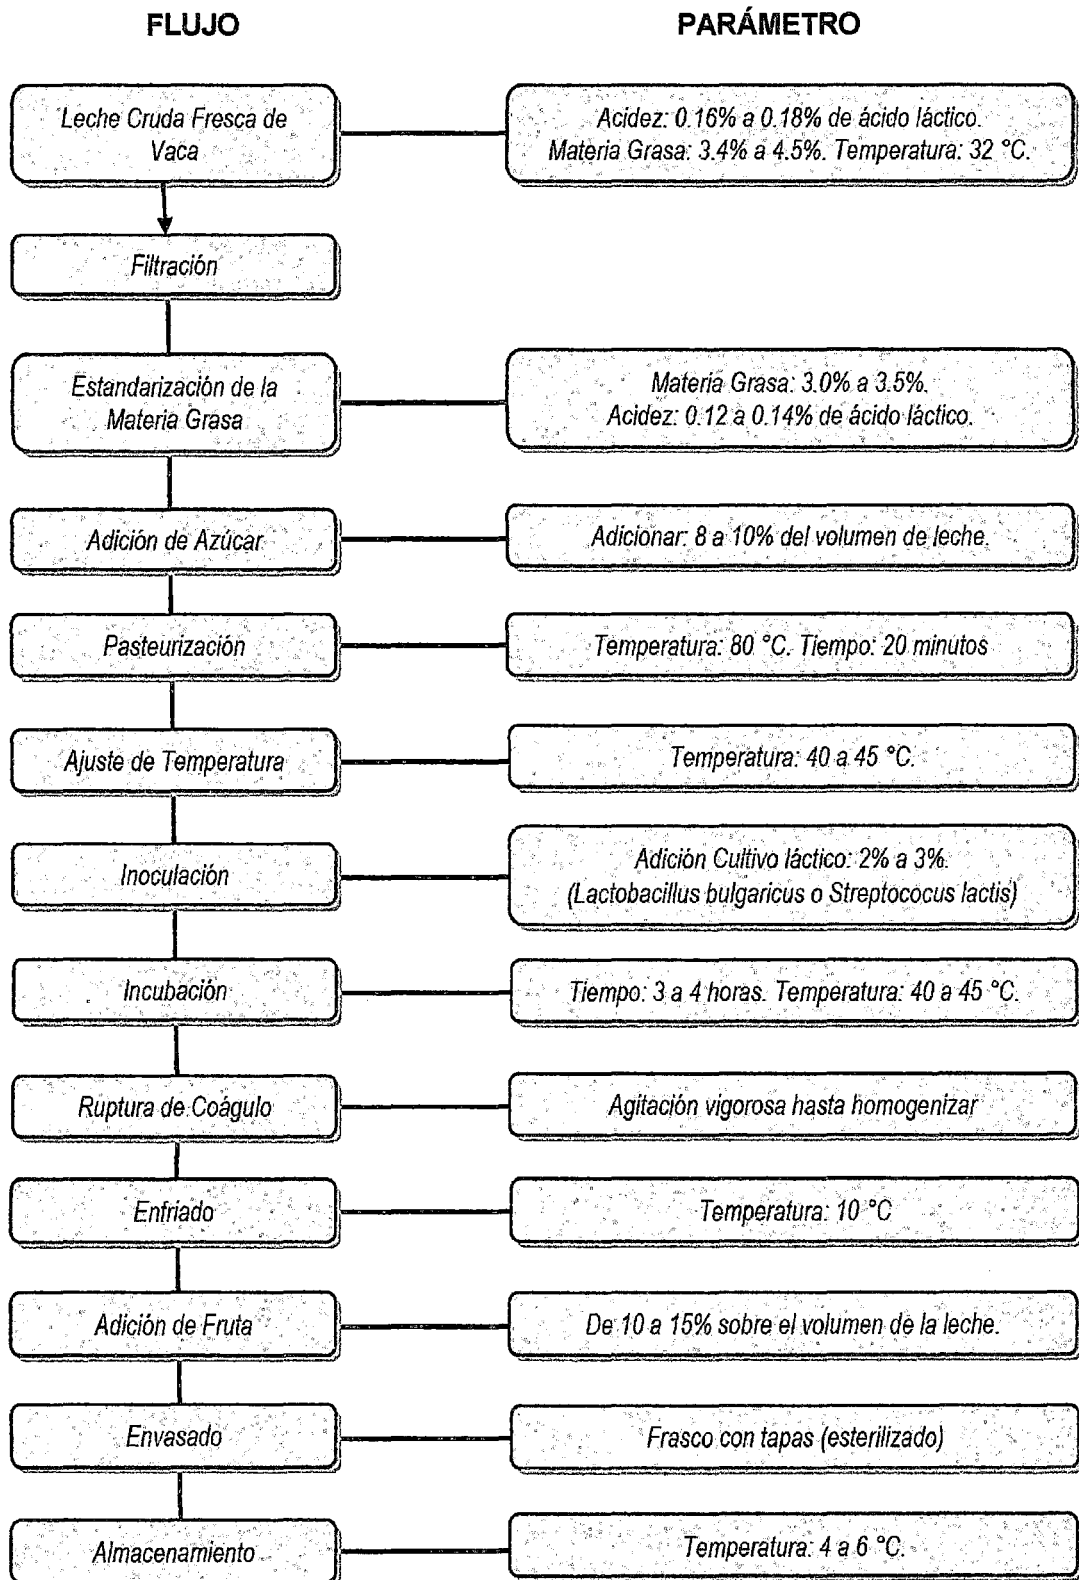 FLUJO
PARÁMETRO
Leche Cruda Fresca de
Vaca
Acidez: 0.16% a 0.18% de ácido láctico.
Materia Grasa: 3.4% a 4.5%. Temperatura: 32 °C.
Filtración
Estandarización de la
Materia Grasa
Materia Grasa: 3.0% a 3.5%.
Acidez: 0.12 a 0.14% de ácido láctico.
Adición de Azúcar
Adicionar: 8 a 10% del volumen de leche.
Pasteurización
Temperatura: 80 °C. Tiempo: 20 minutos
Ajuste de Temperatura
Temperatura: 40 a 45 °C.
Inoculación
Adición Cultivo láctico: 2% a 3%.
(Lactobacillus bulgaricus o Streptococus lactis)
Incubación
Tiempo: 3 a 4 horas. Temperatura: 40 a 45 °C.
Ruptura de Coágulo
Agitación vigorosa hasta homogenizar
Enfriado
Temperatura: 10 °C
Adición de Fruta
De 10 a 15% sobre el volumen de la leche.
Envasado
Frasco con tapas (esterilizado)
Almacenamiento
Temperatura: 4 a 6 °C.